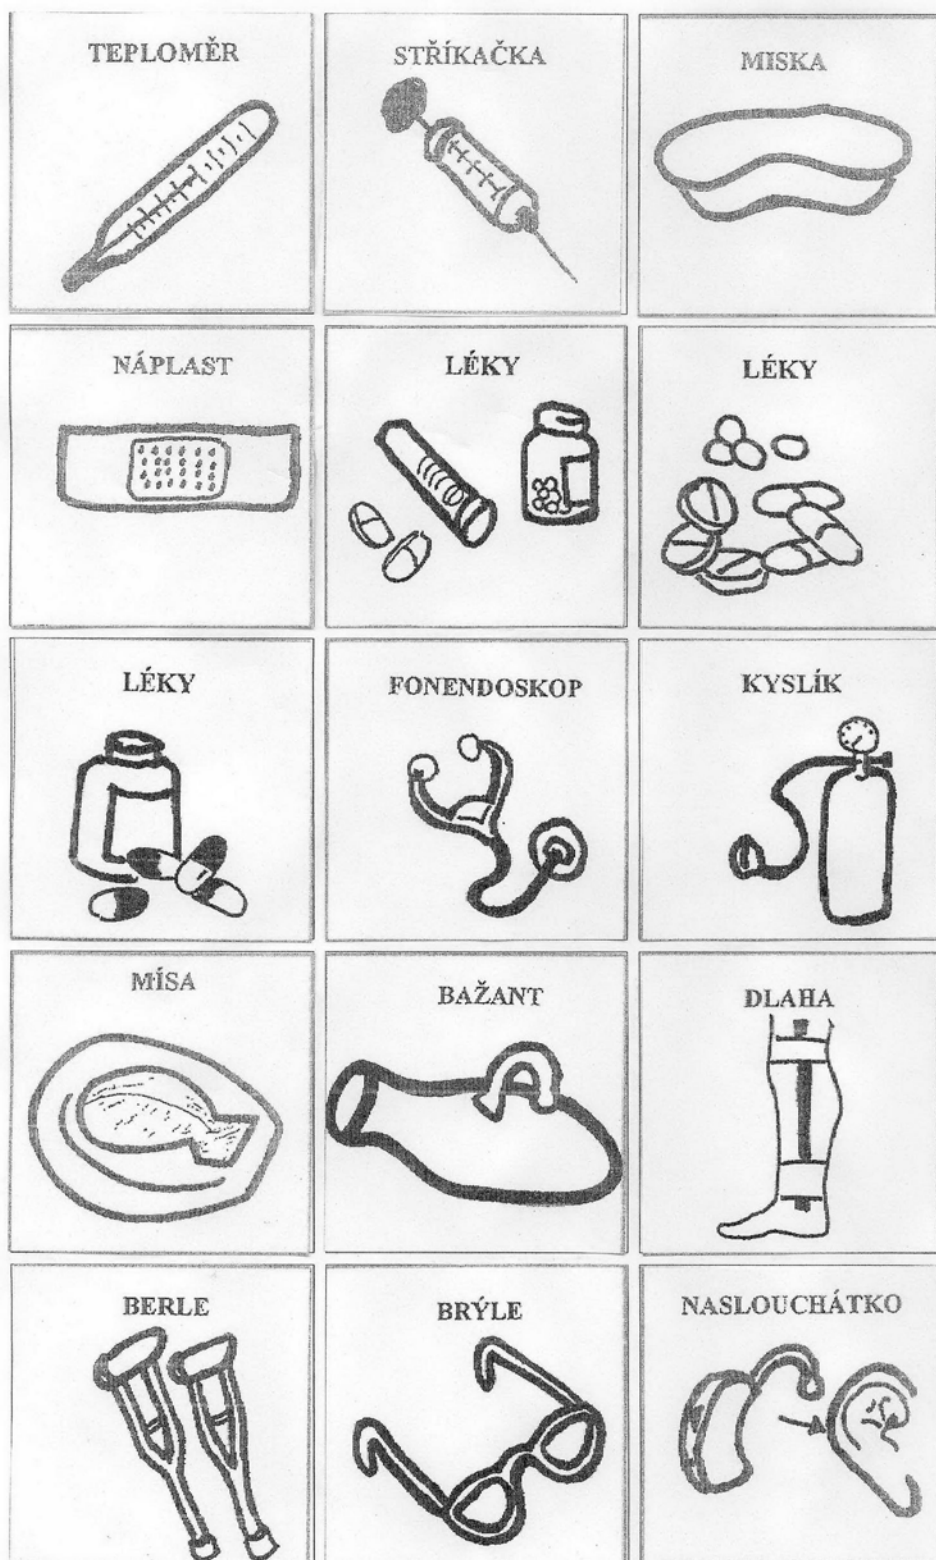 TEPLOMĚR
STŘÍKAČKA
MISKA
NÁPLAST
LÉKY
LÉKY
LÉKY
FONENDOSKOP
KYSLÍK
MÍSA
BAŽANT
DLAHA
BERLE
BRÝLE
NASLOUCHÁTKO